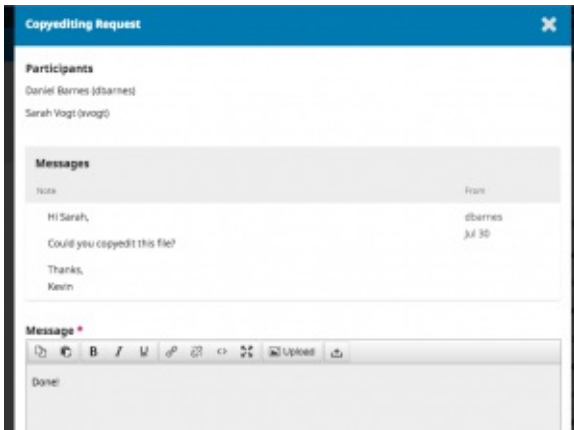 Copyediting Request
Participants
Daniel Barnes (dbarnes)
Sarah Vogt (svogt)
Messages
Note From
Hi Sarah, dbarnes
Jul 30
Could you copyedit this file?
Thanks,
Kevin
Message *
B I U Upload
Done!